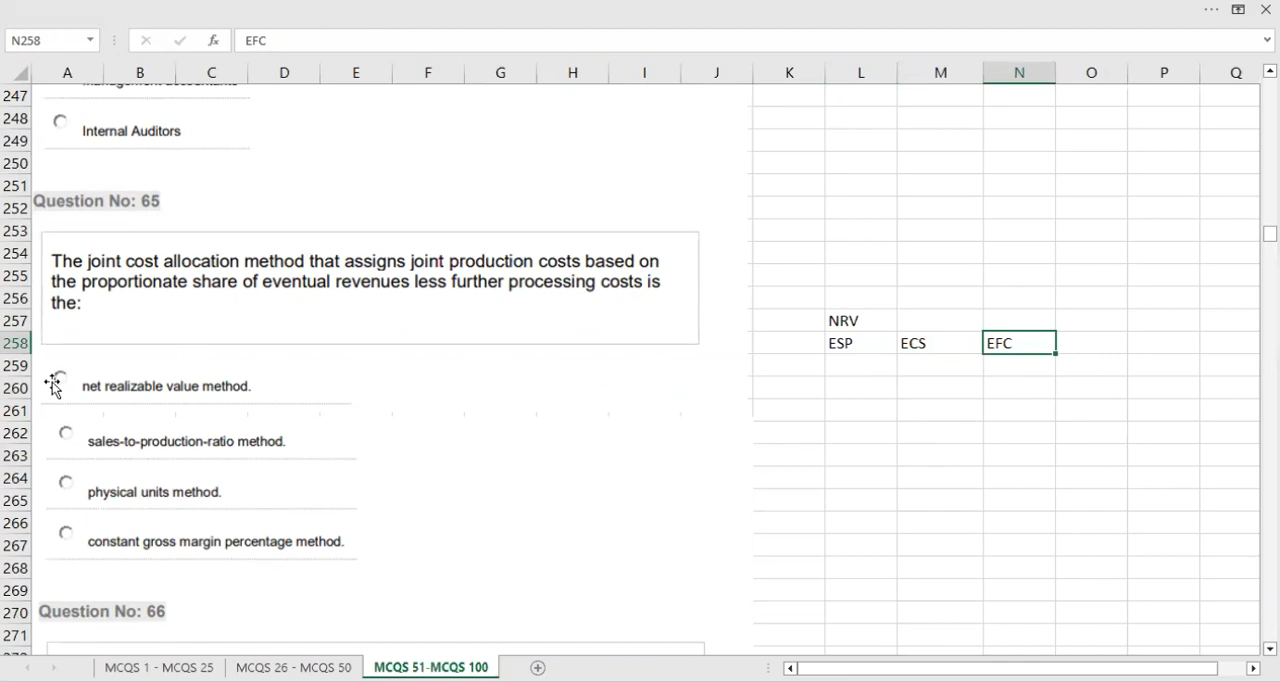 N258
fx
EFC
A B C D E F G H I J K L M N O P Q
247
248
Internal Auditors
249
250
251
Question No: 65
252
253
The joint cost allocation method that assigns joint production costs based on
254
the proportionate share of eventual revenues less further processing costs is
255
the:
256
257 NRV
258 ESP ECS EFC
259
net realizable value method.
260
261
sales-to-production-ratio method.
262
263
physical units method.
264
265
266
constant gross margin percentage method.
267
268
269
Question No: 66
270
271
MCQS 1 - MCQS 25 MCQS 26 - MCQS 50 MCQS 51-MCQS 100